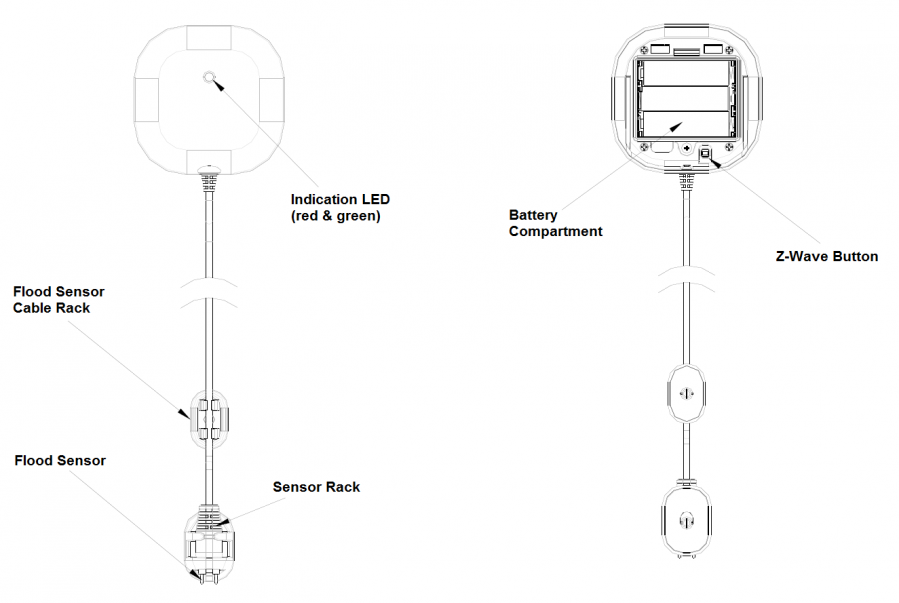 Indication LED
(red & green)
Battery
Compartment
Z-Wave Button
Flood Sensor
Cable Rack
Flood Sensor
Sensor Rack